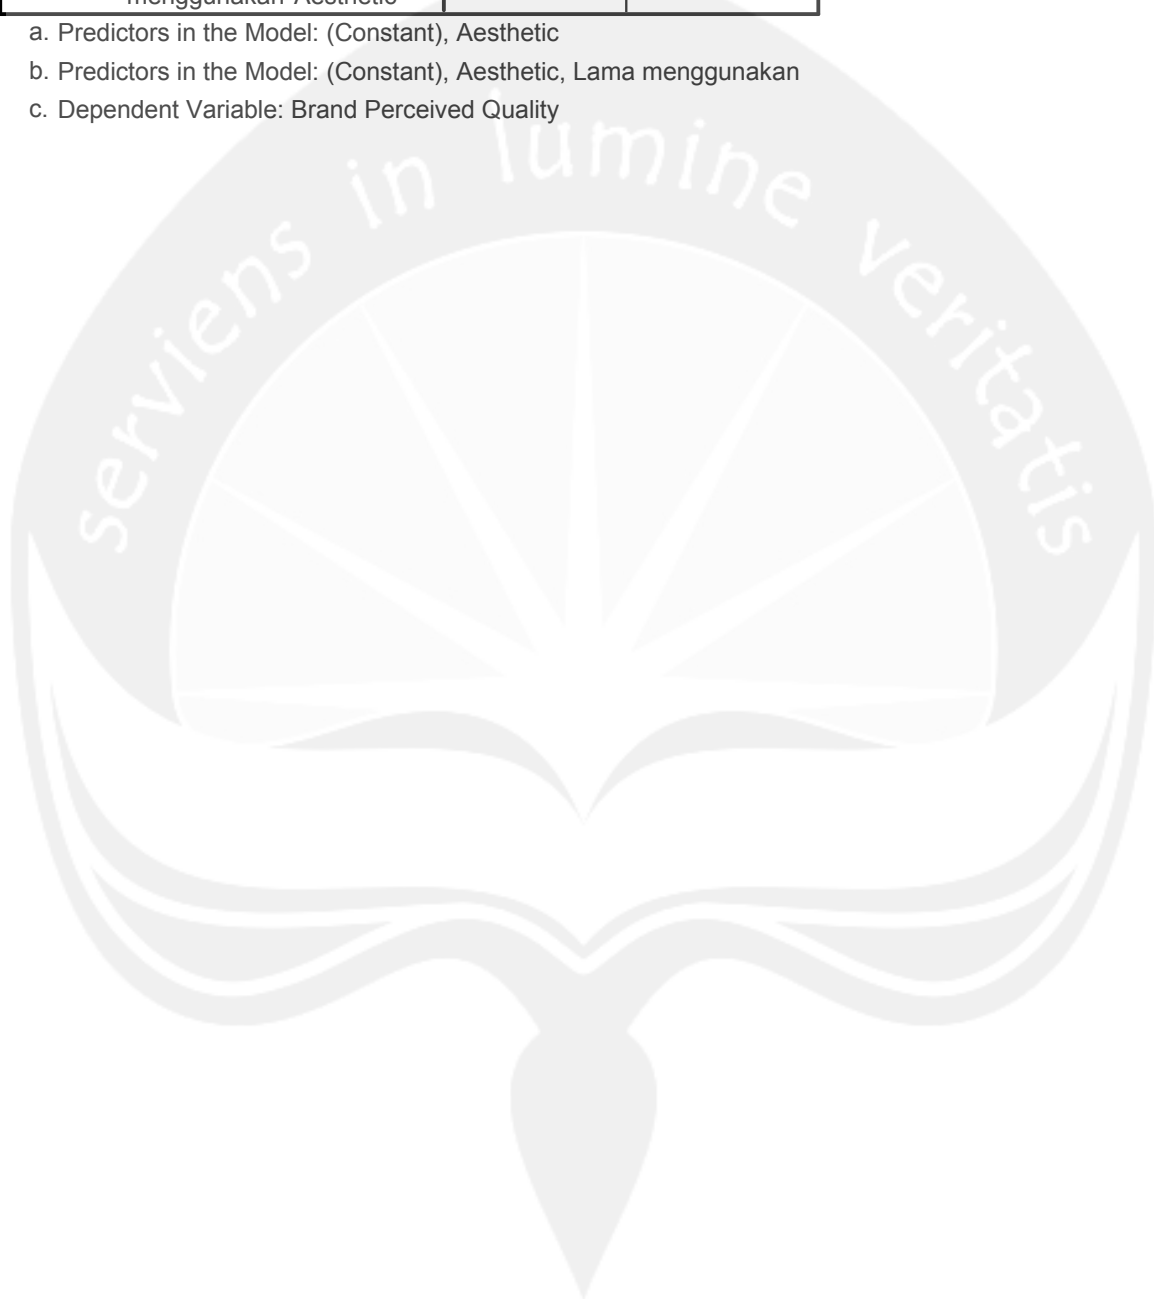 menggunakan*Aesthetic
a. Predictors in the Model: (Constant), Aesthetic
b. Predictors in the Model: (Constant), Aesthetic, Lama menggunakan
c. Dependent Variable: Brand Perceived Quality
serviens in lumine veritatis